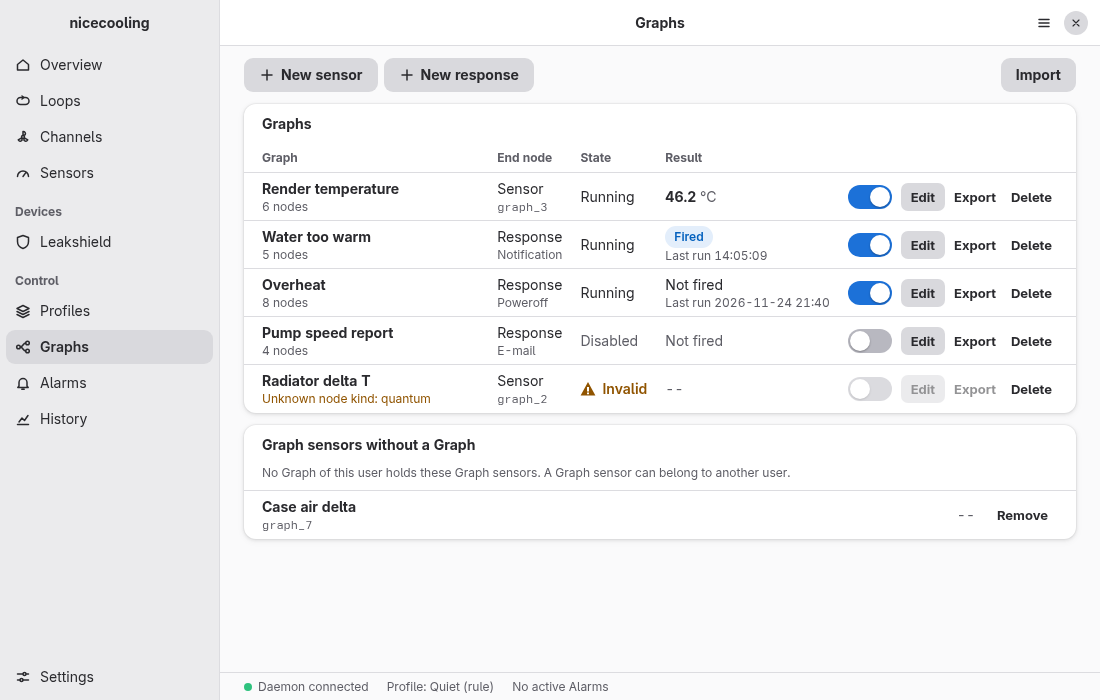 nicecooling
Graphs
Overview
Loops
Channels
Sensors
Devices
Leakshield
Control
Profiles
Graphs
Alarms
History
Settings
New sensor
New response
Import
Graphs
Graph End node State Result
Render temperature Sensor Running 46.2 °C Edit Export Delete
6 nodes graph_3
Water too warm Response Running Fired Edit Export Delete
5 nodes Notification Last run 14:05:09
Overheat Response Running Not fired Edit Export Delete
8 nodes Poweroff Last run 2026-11-24 21:40
Pump speed report Response Disabled Not fired Edit Export Delete
4 nodes E-mail
Radiator delta T Sensor Invalid -- Edit Export Delete
Unknown node kind: quantum graph_2
Graph sensors without a Graph
No Graph of this user holds these Graph sensors. A Graph sensor can belong to another user.
Case air delta -- Remove
graph_7
Daemon connected Profile: Quiet (rule) No active Alarms